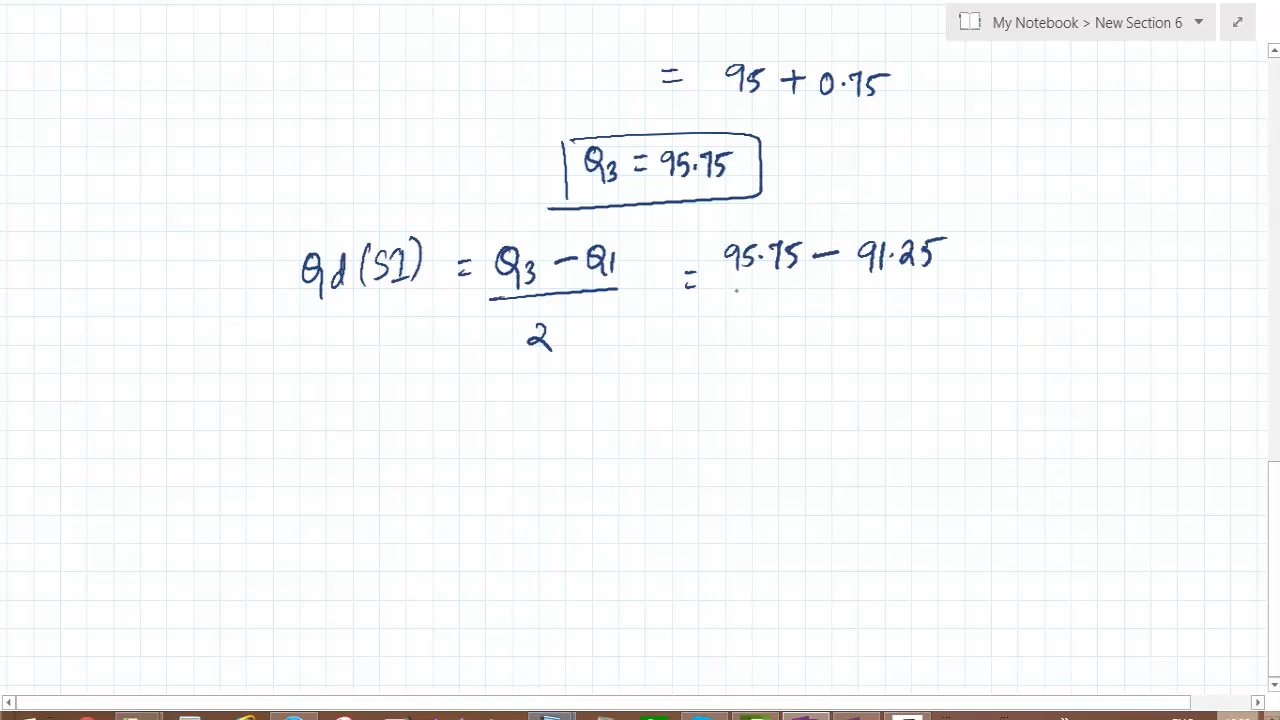 My Notebook > New Section 6
= 95 + 0.75
Q3 = 95.75
Qd(SI) = Q3 - Q1 / 2 = 95.75 - 91.25